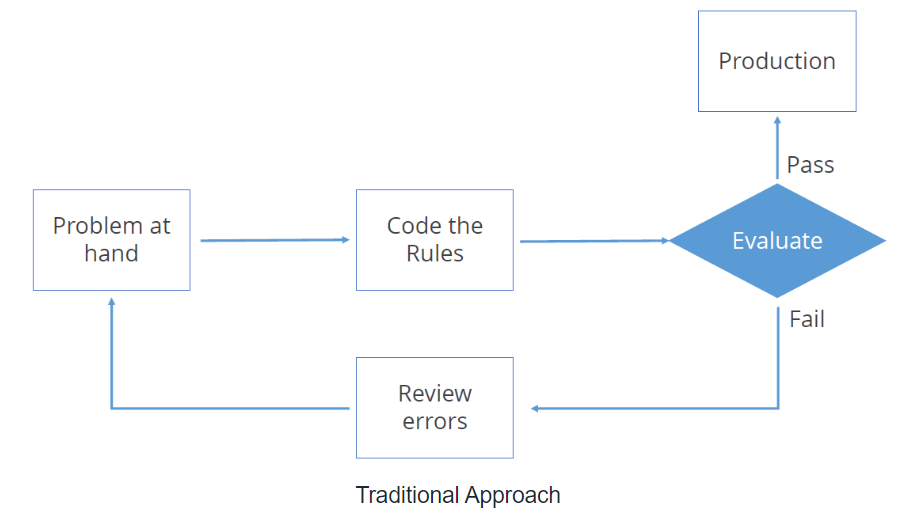 Production
Pass
Problem at
hand
Code the
Rules
Evaluate
Fail
Review
errors
Traditional Approach